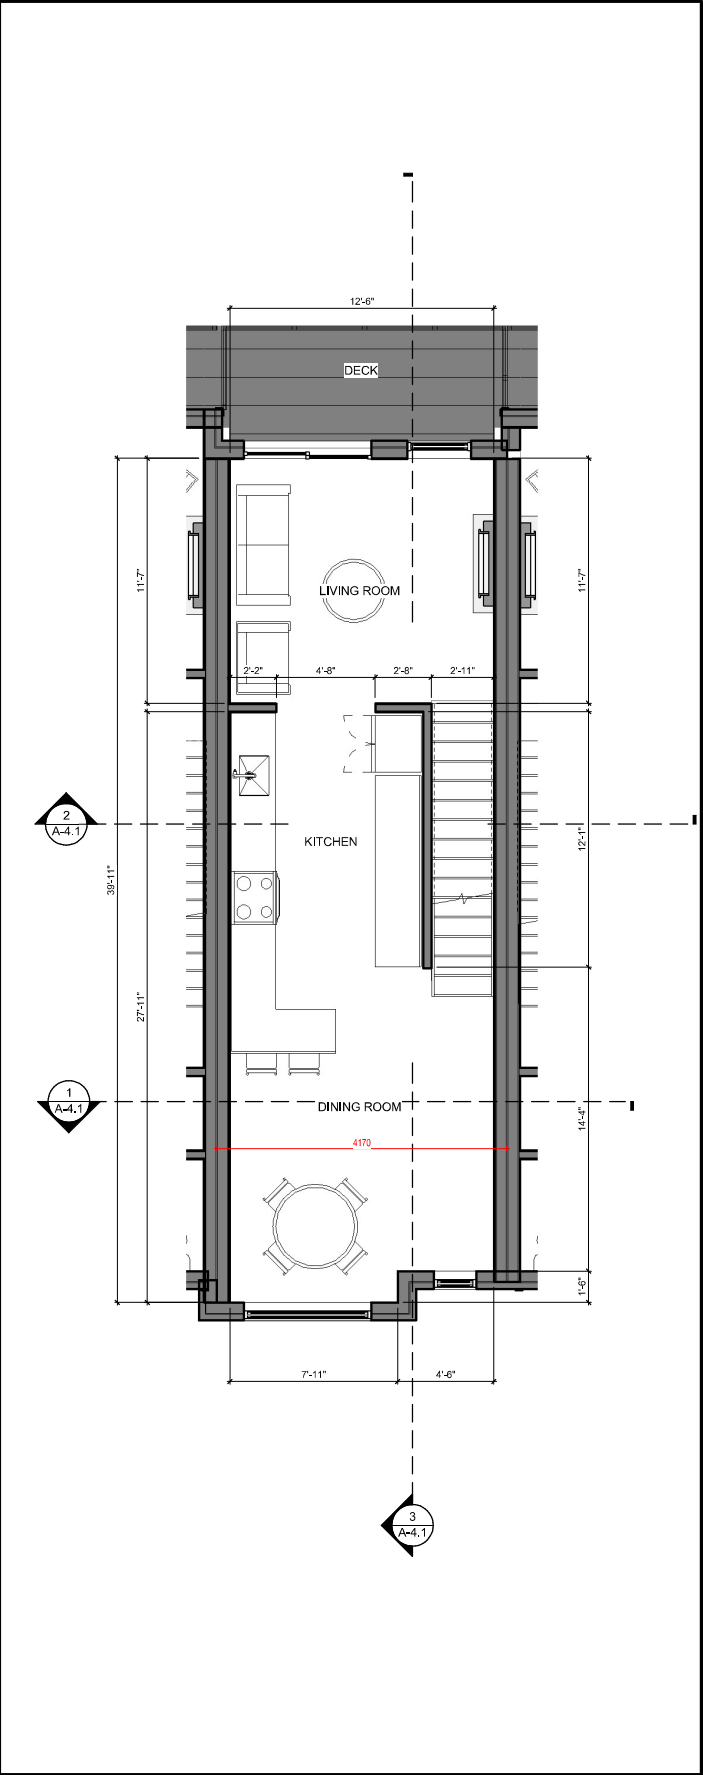 12'-6"
DECK
11'-7"
11'-7"
LIVING ROOM
2'-2"
4'-8"
2'-8"
2'-11"
2
A-4.1
KITCHEN
12'-1"
39'-11"
27'-11"
1
A-4.1
DINING ROOM
14'-4"
4170
1'-6"
7'-11"
4'-6"
3
A-4.1